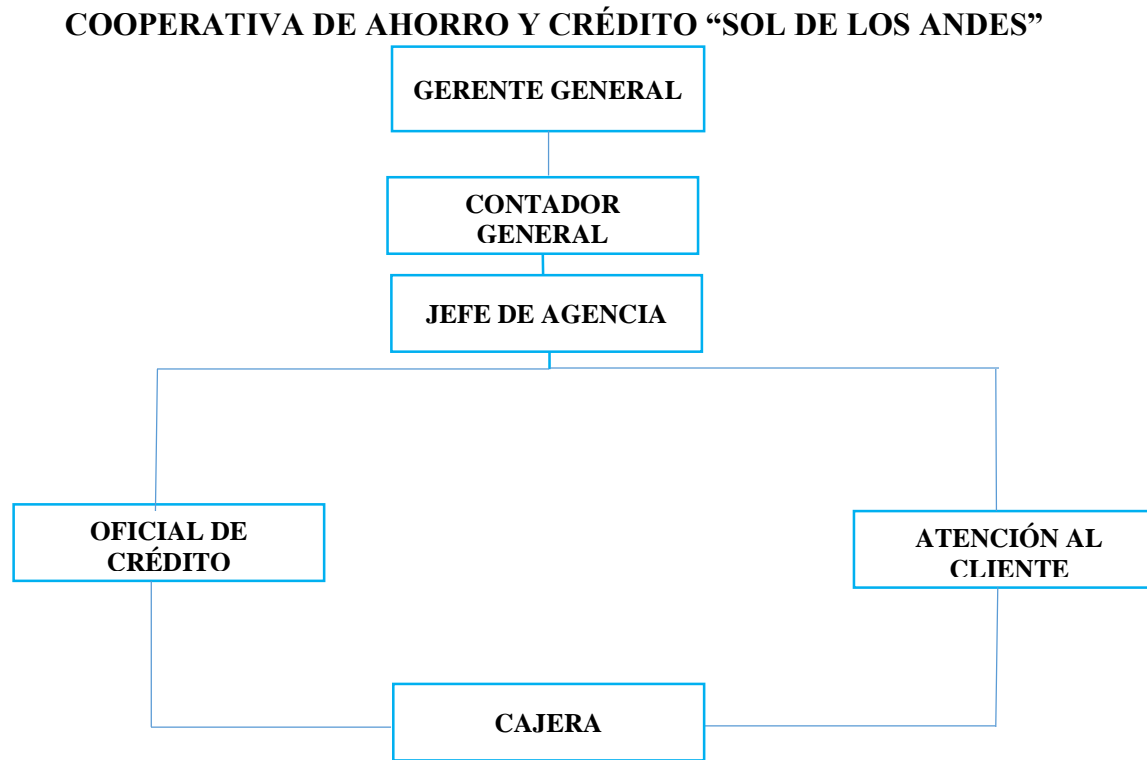 COOPERATIVA DE AHORRO Y CRÉDITO “SOL DE LOS ANDES”
GERENTE GENERAL
CONTADOR
GENERAL
JEFE DE AGENCIA
OFICIAL DE
CRÉDITO
ATENCIÓN AL
CLIENTE
CAJERA